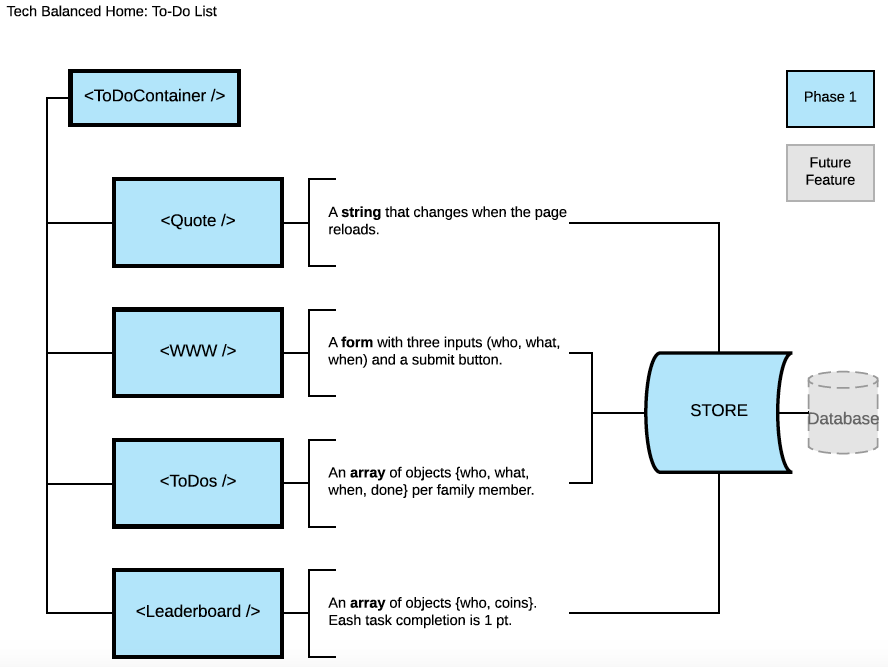 Tech Balanced Home: To-Do List
<ToDoContainer />
Phase 1
Future
Feature
<Quote />
A string that changes when the page
reloads.
<WWW />
A form with three inputs (who, what,
when) and a submit button.
STORE
Database
<ToDos />
An array of objects {who, what,
when, done} per family member.
<Leaderboard />
An array of objects {who, coins}.
Eash task completion is 1 pt.